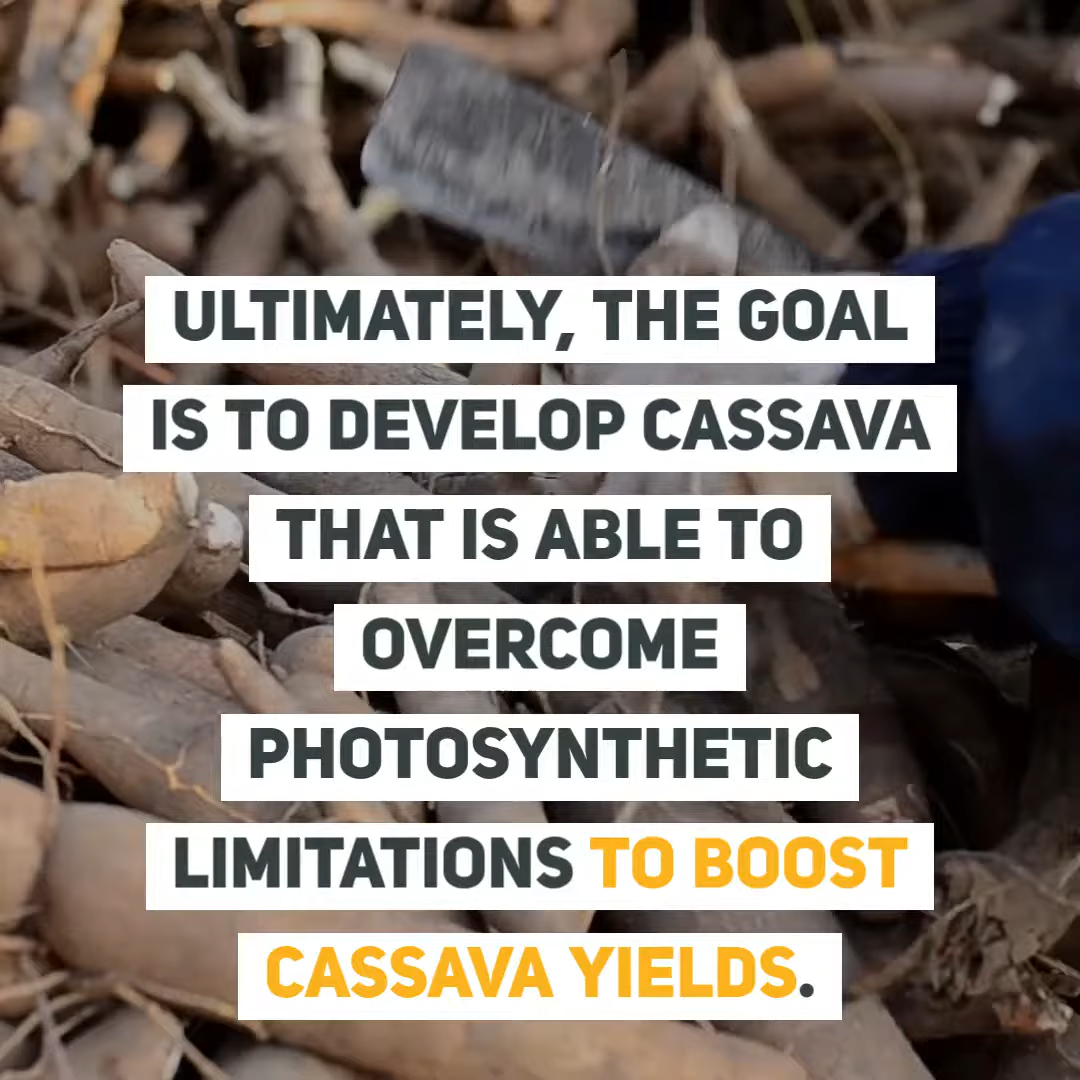 ULTIMATELY, THE GOAL
IS TO DEVELOP CASSAVA
THAT IS ABLE TO
OVERCOME
PHOTOSYNTHETIC
LIMITATIONS TO BOOST
CASSAVA YIELDS.